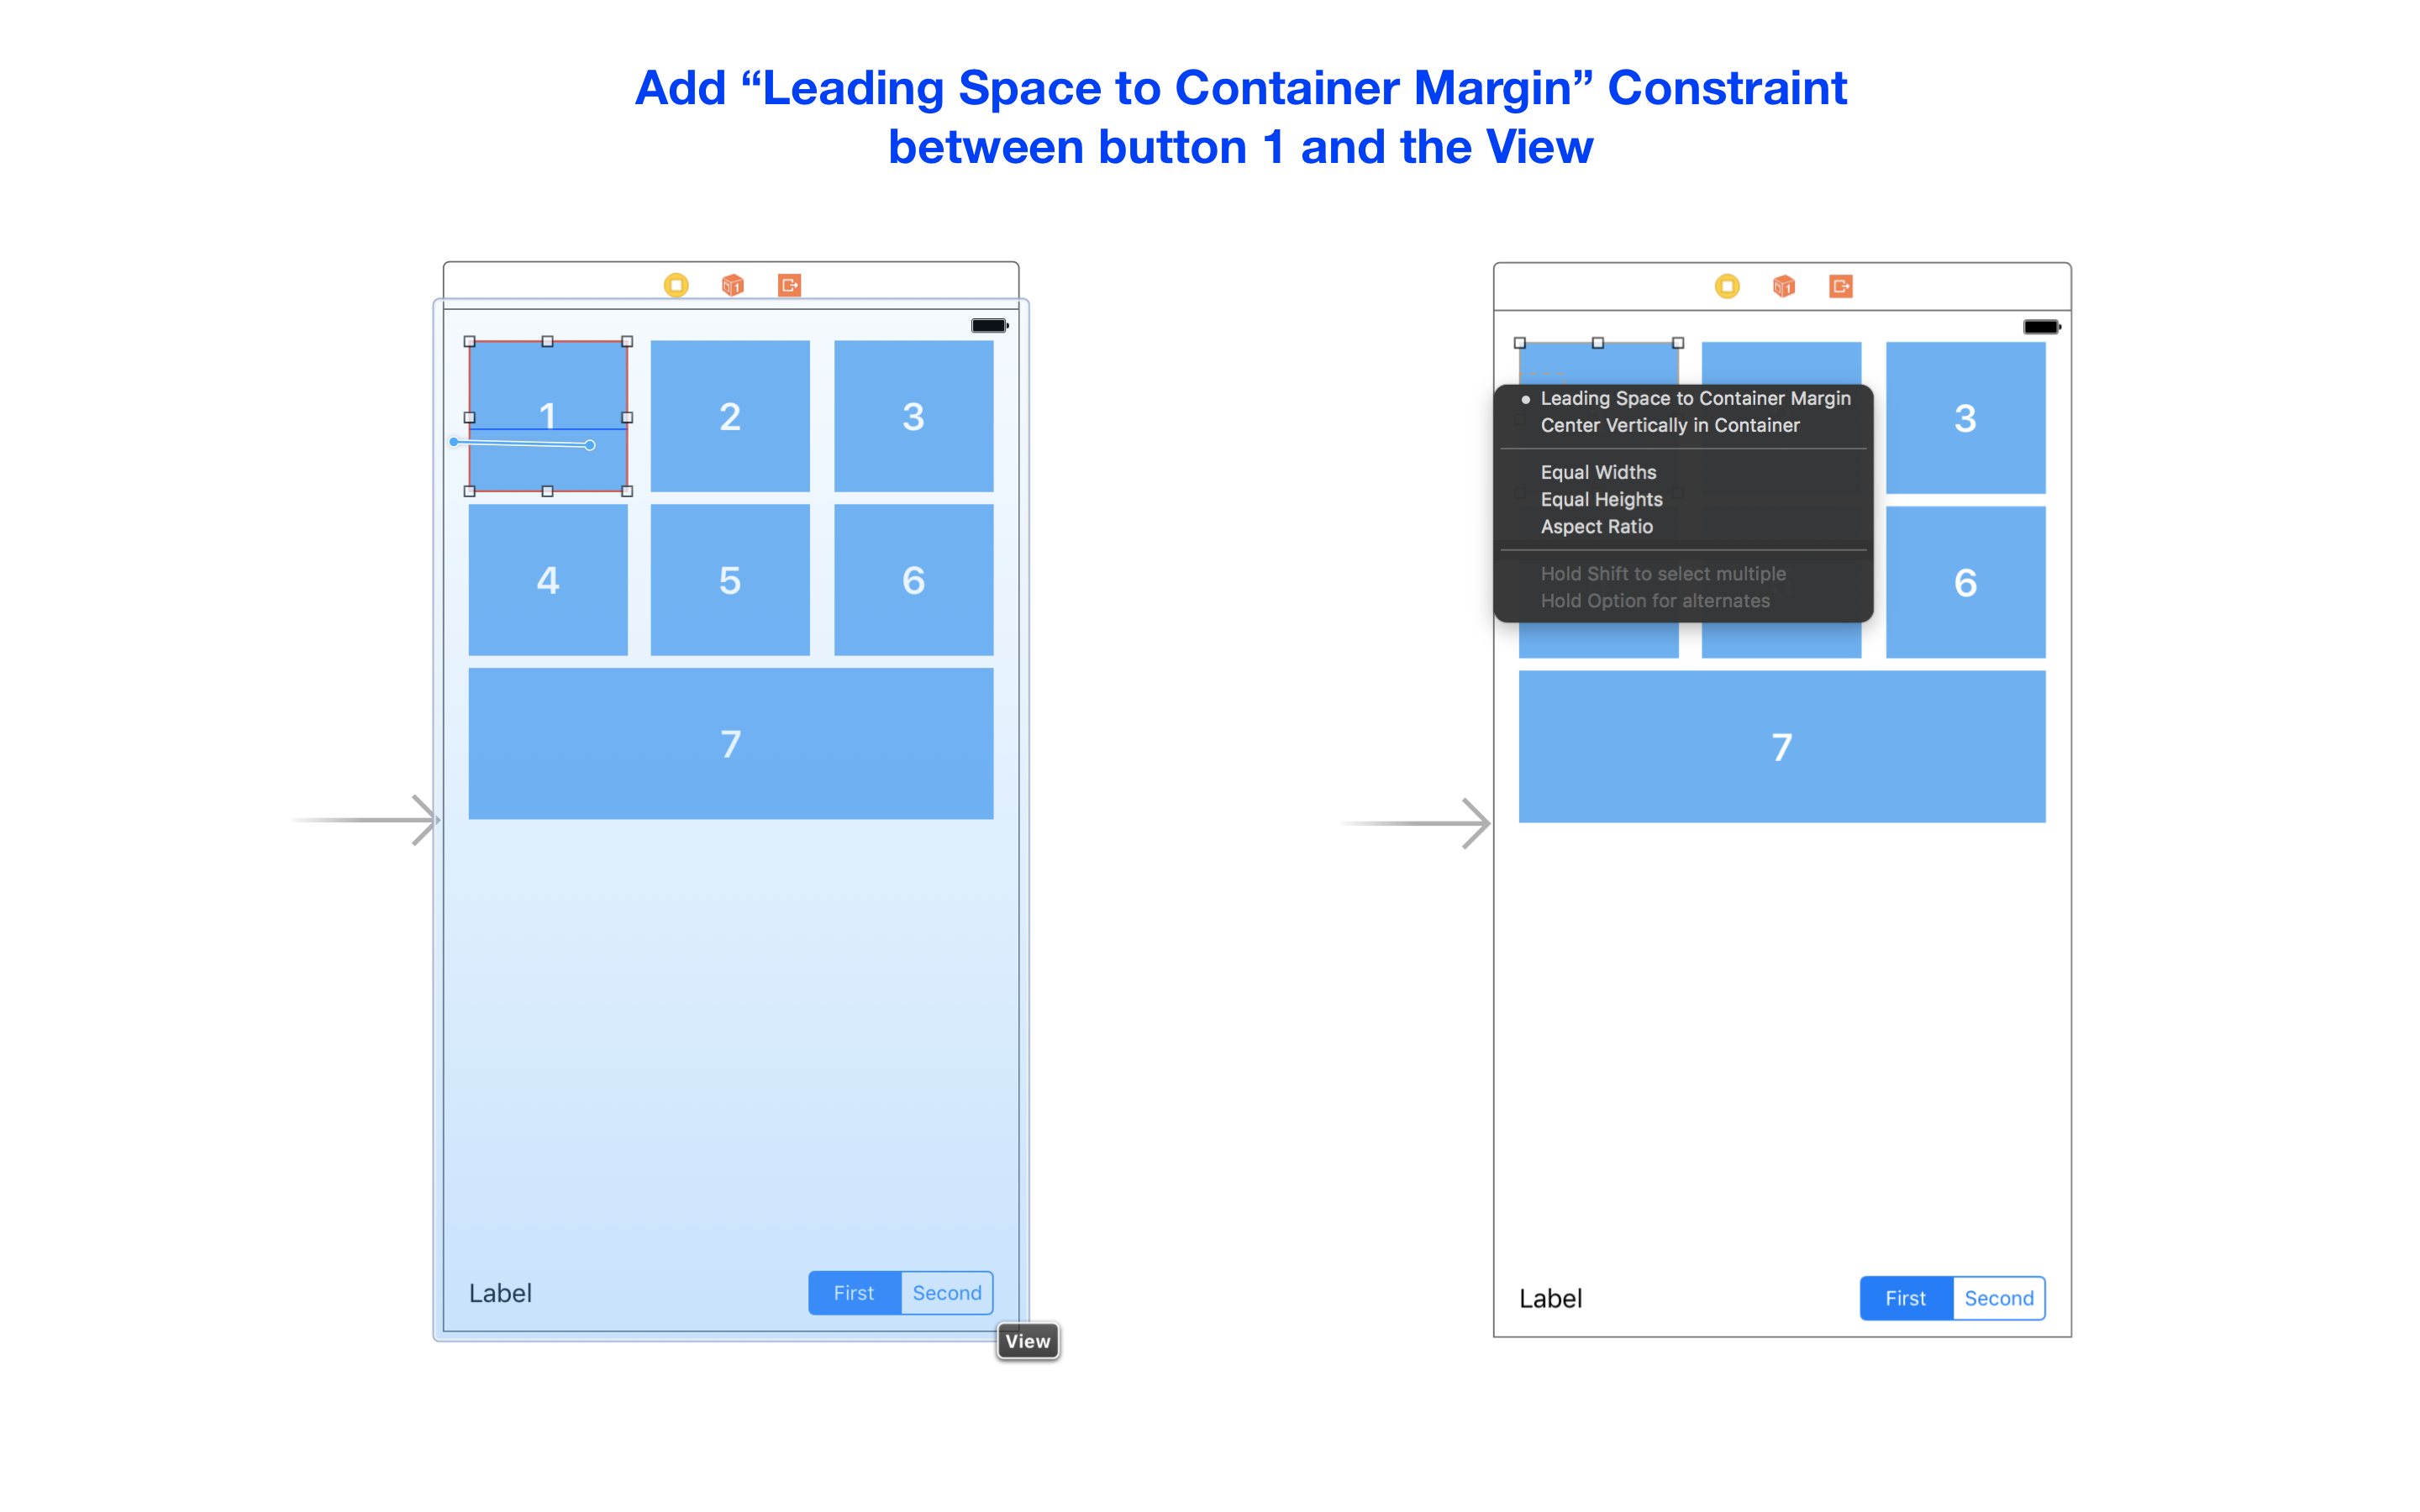 Add “Leading Space to Container Margin” Constraint
between button 1 and the View
1
2
3
4
5
6
7
Label
First
Second
View
Leading Space to Container Margin
Center Vertically in Container
Equal Widths
Equal Heights
Aspect Ratio
Hold Shift to select multiple
Hold Option for alternates
3
6
7
Label
First
Second